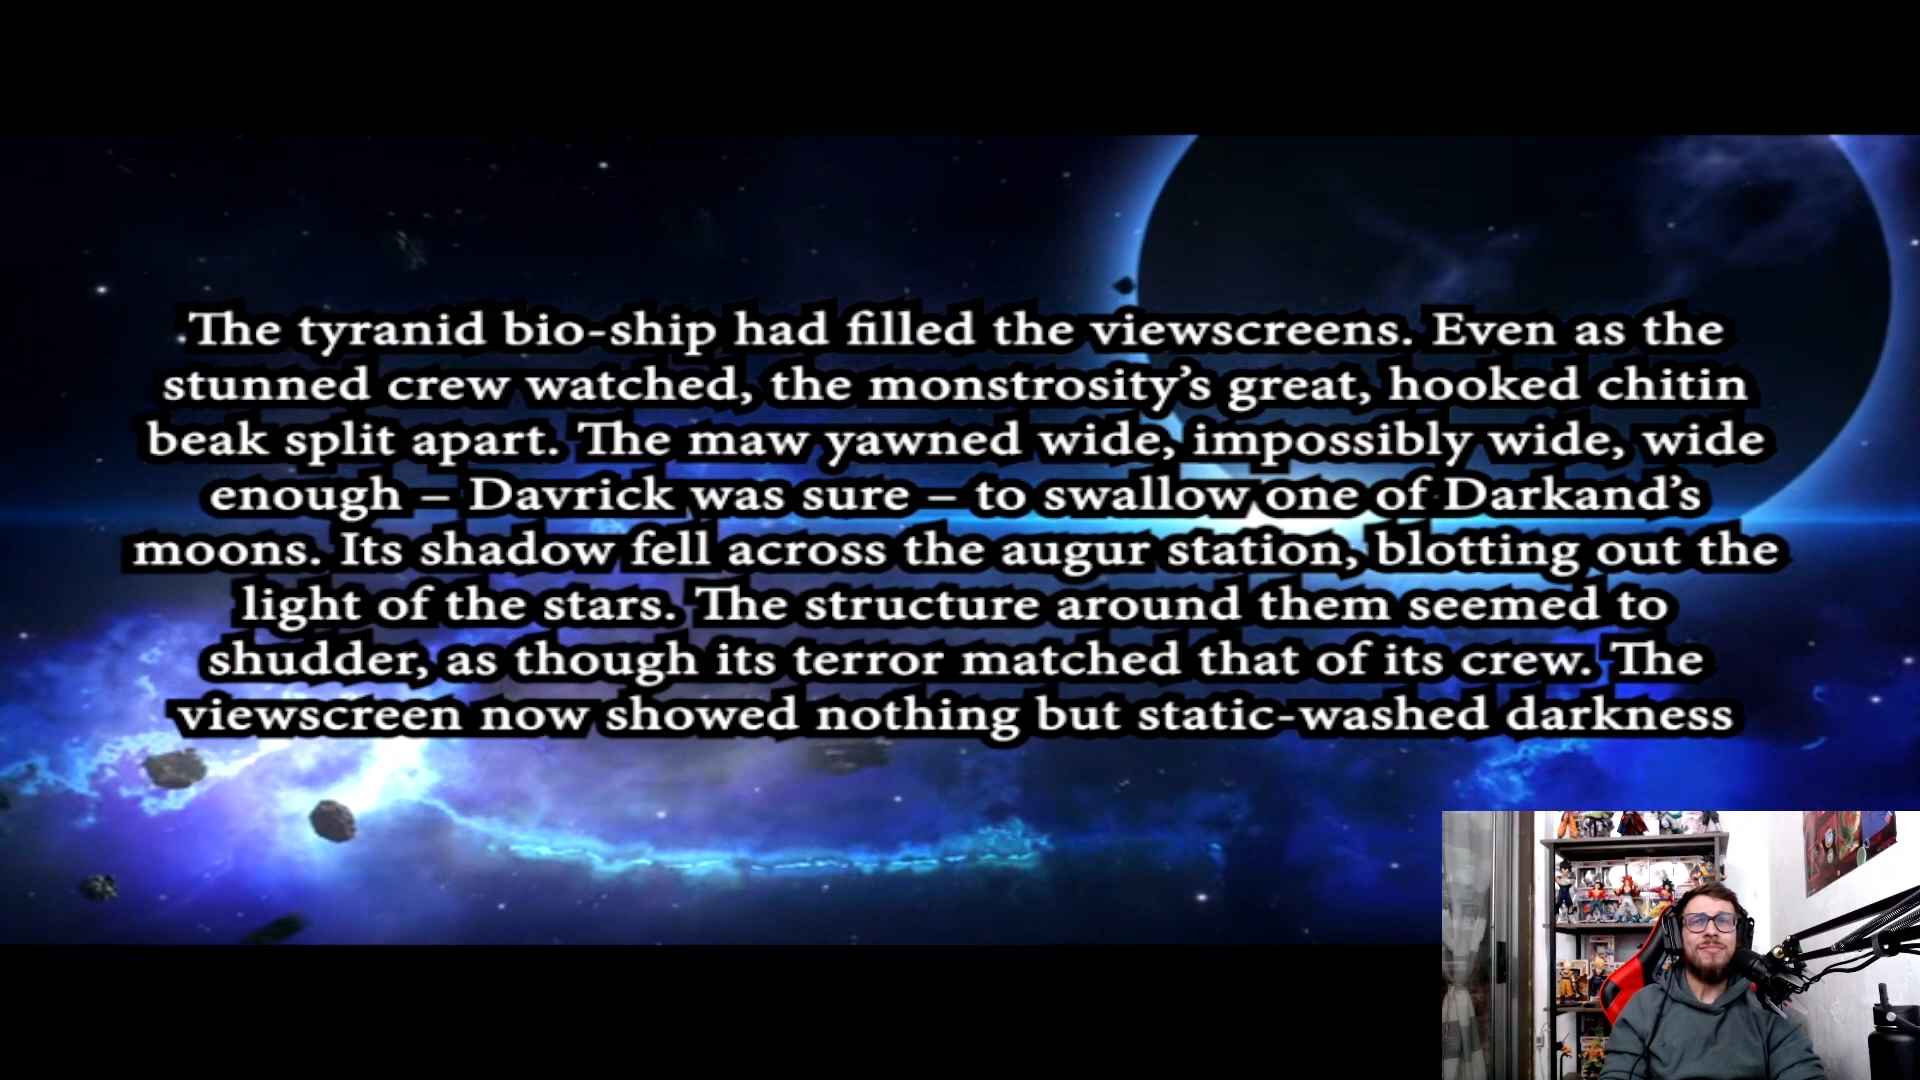 The tyranid bio-ship had filled the viewscreens. Even as the
stunned crew watched, the monstrosity’s great, hooked chitin
beak split apart. The maw yawned wide, impossibly wide, wide
enough – Davrick was sure – to swallow one of Darkand’s
moons. Its shadow fell across the augur station, blotting out the
light of the stars. The structure around them seemed to
shudder, as though its terror matched that of its crew. The
viewscreen now showed nothing but static-washed darkness